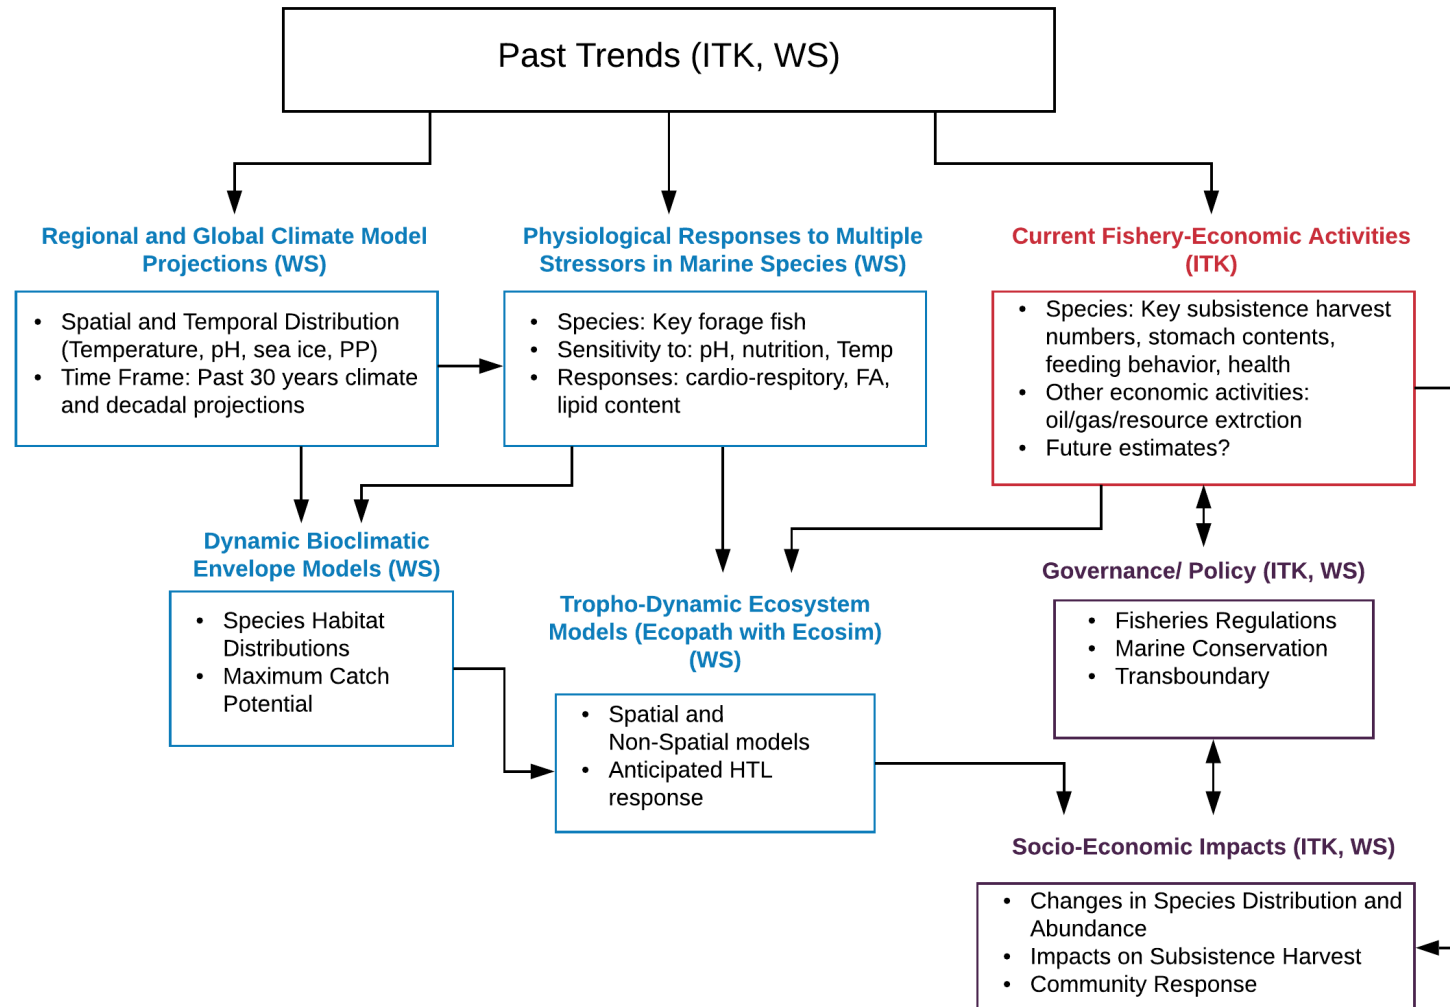 Past Trends (ITK, WS)
Regional and Global Climate Model
Projections (WS)
• Spatial and Temporal Distribution
(Temperature, pH, sea ice, PP)
• Time Frame: Past 30 years climate
and decadal projections
Physiological Responses to Multiple
Stressors in Marine Species (WS)
• Species: Key forage fish
• Sensitivity to: pH, nutrition, Temp
• Responses: cardio-respitory, FA,
lipid content
Current Fishery-Economic Activities
(ITK)
• Species: Key subsistence harvest
numbers, stomach contents,
feeding behavior, health
• Other economic activities:
oil/gas/resource extrction
• Future estimates?
Dynamic Bioclimatic
Envelope Models (WS)
• Species Habitat
Distributions
• Maximum Catch
Potential
Tropho-Dynamic Ecosystem
Models (Ecopath with Ecosim)
(WS)
• Spatial and
Non-Spatial models
• Anticipated HTL
response
Governance/ Policy (ITK, WS)
• Fisheries Regulations
• Marine Conservation
• Transboundary
Socio-Economic Impacts (ITK, WS)
• Changes in Species Distribution and
Abundance
• Impacts on Subsistence Harvest
• Community Response